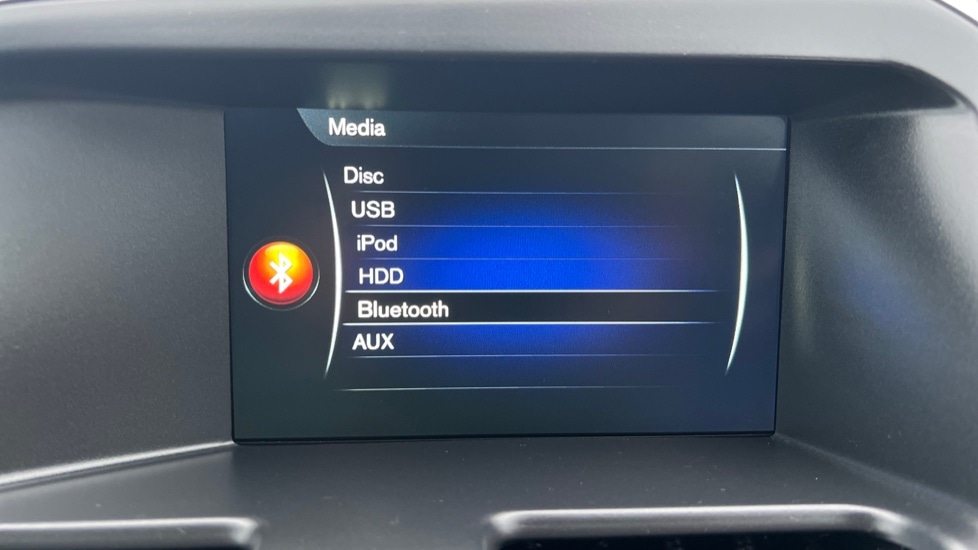 Media
Disc
USB
iPod
HDD
Bluetooth
AUX